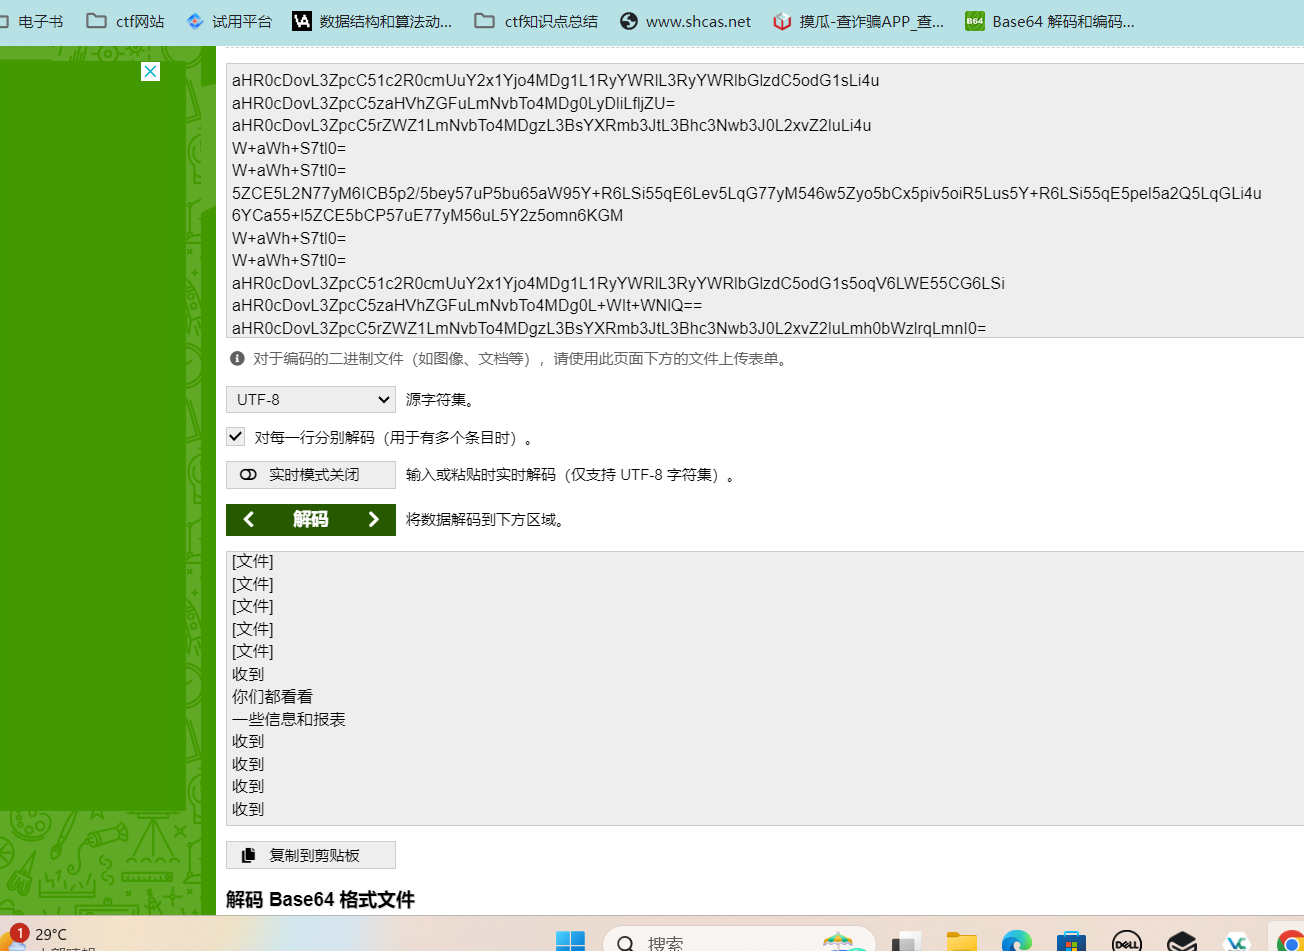 电子书 ctf网站 试用平台 数据结构和算法动... ctf知识点总结 www.shcas.net 摸瓜-查诈骗APP_查... B64 Base64 解码和编码...
aHR0cDovL3ZpcC51c2R0cmUuY2x1Yjo4MDg1L1RyYWRlL3RyYWRlbGlzdC5odG1sLi4u
aHR0cDovL3ZpcC5zaHVhZGFuLmNvbTo4MDg0LyDliLfljZU=
aHR0cDovL3ZpcC5rZWZ1LmNvbTo4MDgzL3BsYXRmb3JtL3Bhc3Nwb3J0L2xvZ2luLi4u
W+aWh+S7tl0=
W+aWh+S7tl0=
5ZCE5L2N77yM6ICB5p2/5bey57uP5bu65aW95Y+R6LSi55qE6Lev5LqG77yM546w5Zyo5bCx5piv5oiR5Lus5Y+R6LSi55qE5pel5a2Q5LqGLi4u
6YCa55+l5ZCE5bCP57uE77yM56uL5Y2z5omn6KGM
W+aWh+S7tl0=
W+aWh+S7tl0=
aHR0cDovL3ZpcC51c2R0cmUuY2x1Yjo4MDg1L1RyYWRlL3RyYWRlbGlzdC5odG1s5oqV6LWE55CG6LSi
aHR0cDovL3ZpcC5zaHVhZGFuLmNvbTo4MDg0L+WIt+WNlQ==
aHR0cDovL3ZpcC5rZWZ1LmNvbTo4MDgzL3BsYXRmb3JtL3Bhc3Nwb3J0L2xvZ2luLmh0bWzlrqLmnI0=
对于编码的二进制文件（如图像、文档等），请使用此页面下方的文件上传表单。
UTF-8 源字符集。
对每一行分别解码（用于有多个条目时）。
实时模式关闭 输入或粘贴时实时解码（仅支持 UTF-8 字符集）。
解码 将数据解码到下方区域。
[文件]
[文件]
[文件]
[文件]
[文件]
收到
你们都看看
一些信息和报表
收到
收到
收到
收到
复制到剪贴板
解码 Base64 格式文件
1 29°C
搜索 DELL